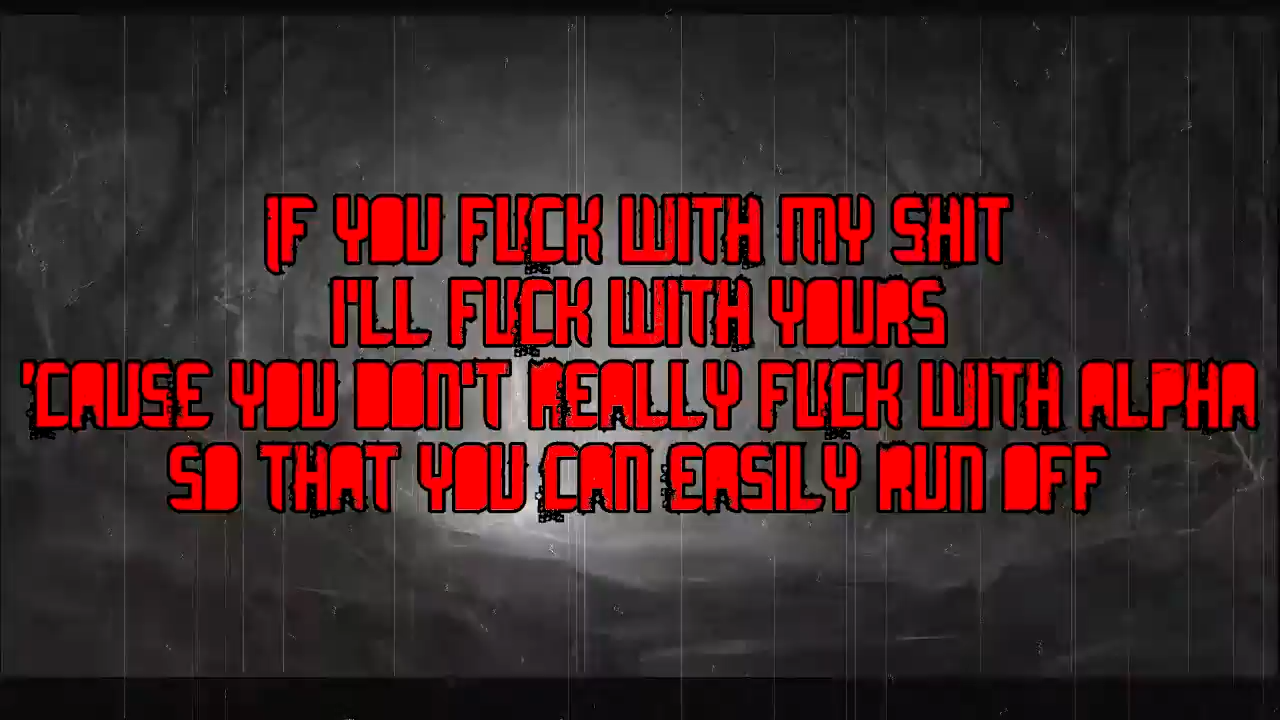 IF YOU FUCK WITH MY SHIT
I'LL FUCK WITH YOURS
'CAUSE YOU DON'T REALLY FUCK WITH ALPHA
SO THAT YOU CAN EASILY RUN OFF